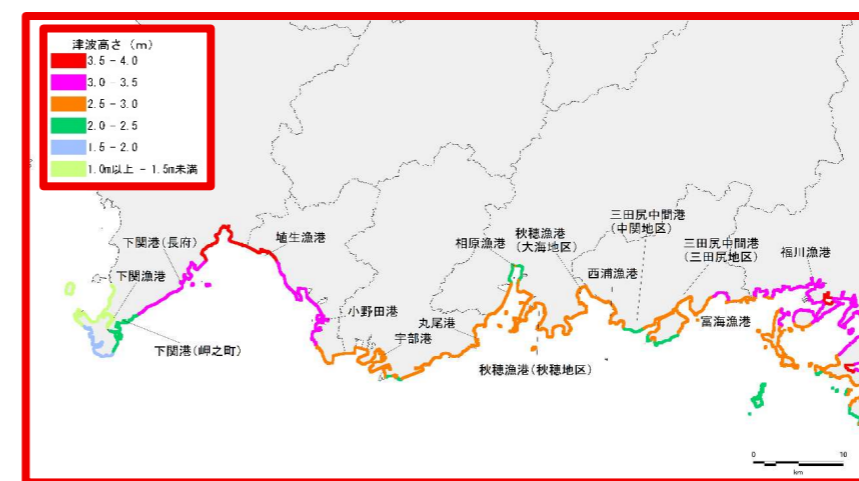 津波高さ (m)
3.5 - 4.0
3.0 - 3.5
2.5 - 3.0
2.0 - 2.5
1.5 - 2.0
1.0m以上 - 1.5m未満
三田尻中関港
(中関地区)
秋穂漁港
(大海地区)
下関港(長府)
埴生漁港
相原漁港
三田尻中関港
(三田尻地区)
福川漁港
下関漁港
西浦漁港
小野田港
丸尾港
宇部港
富海漁港
下関港(岬之町)
秋穂漁港(秋穂地区)
0 10
km